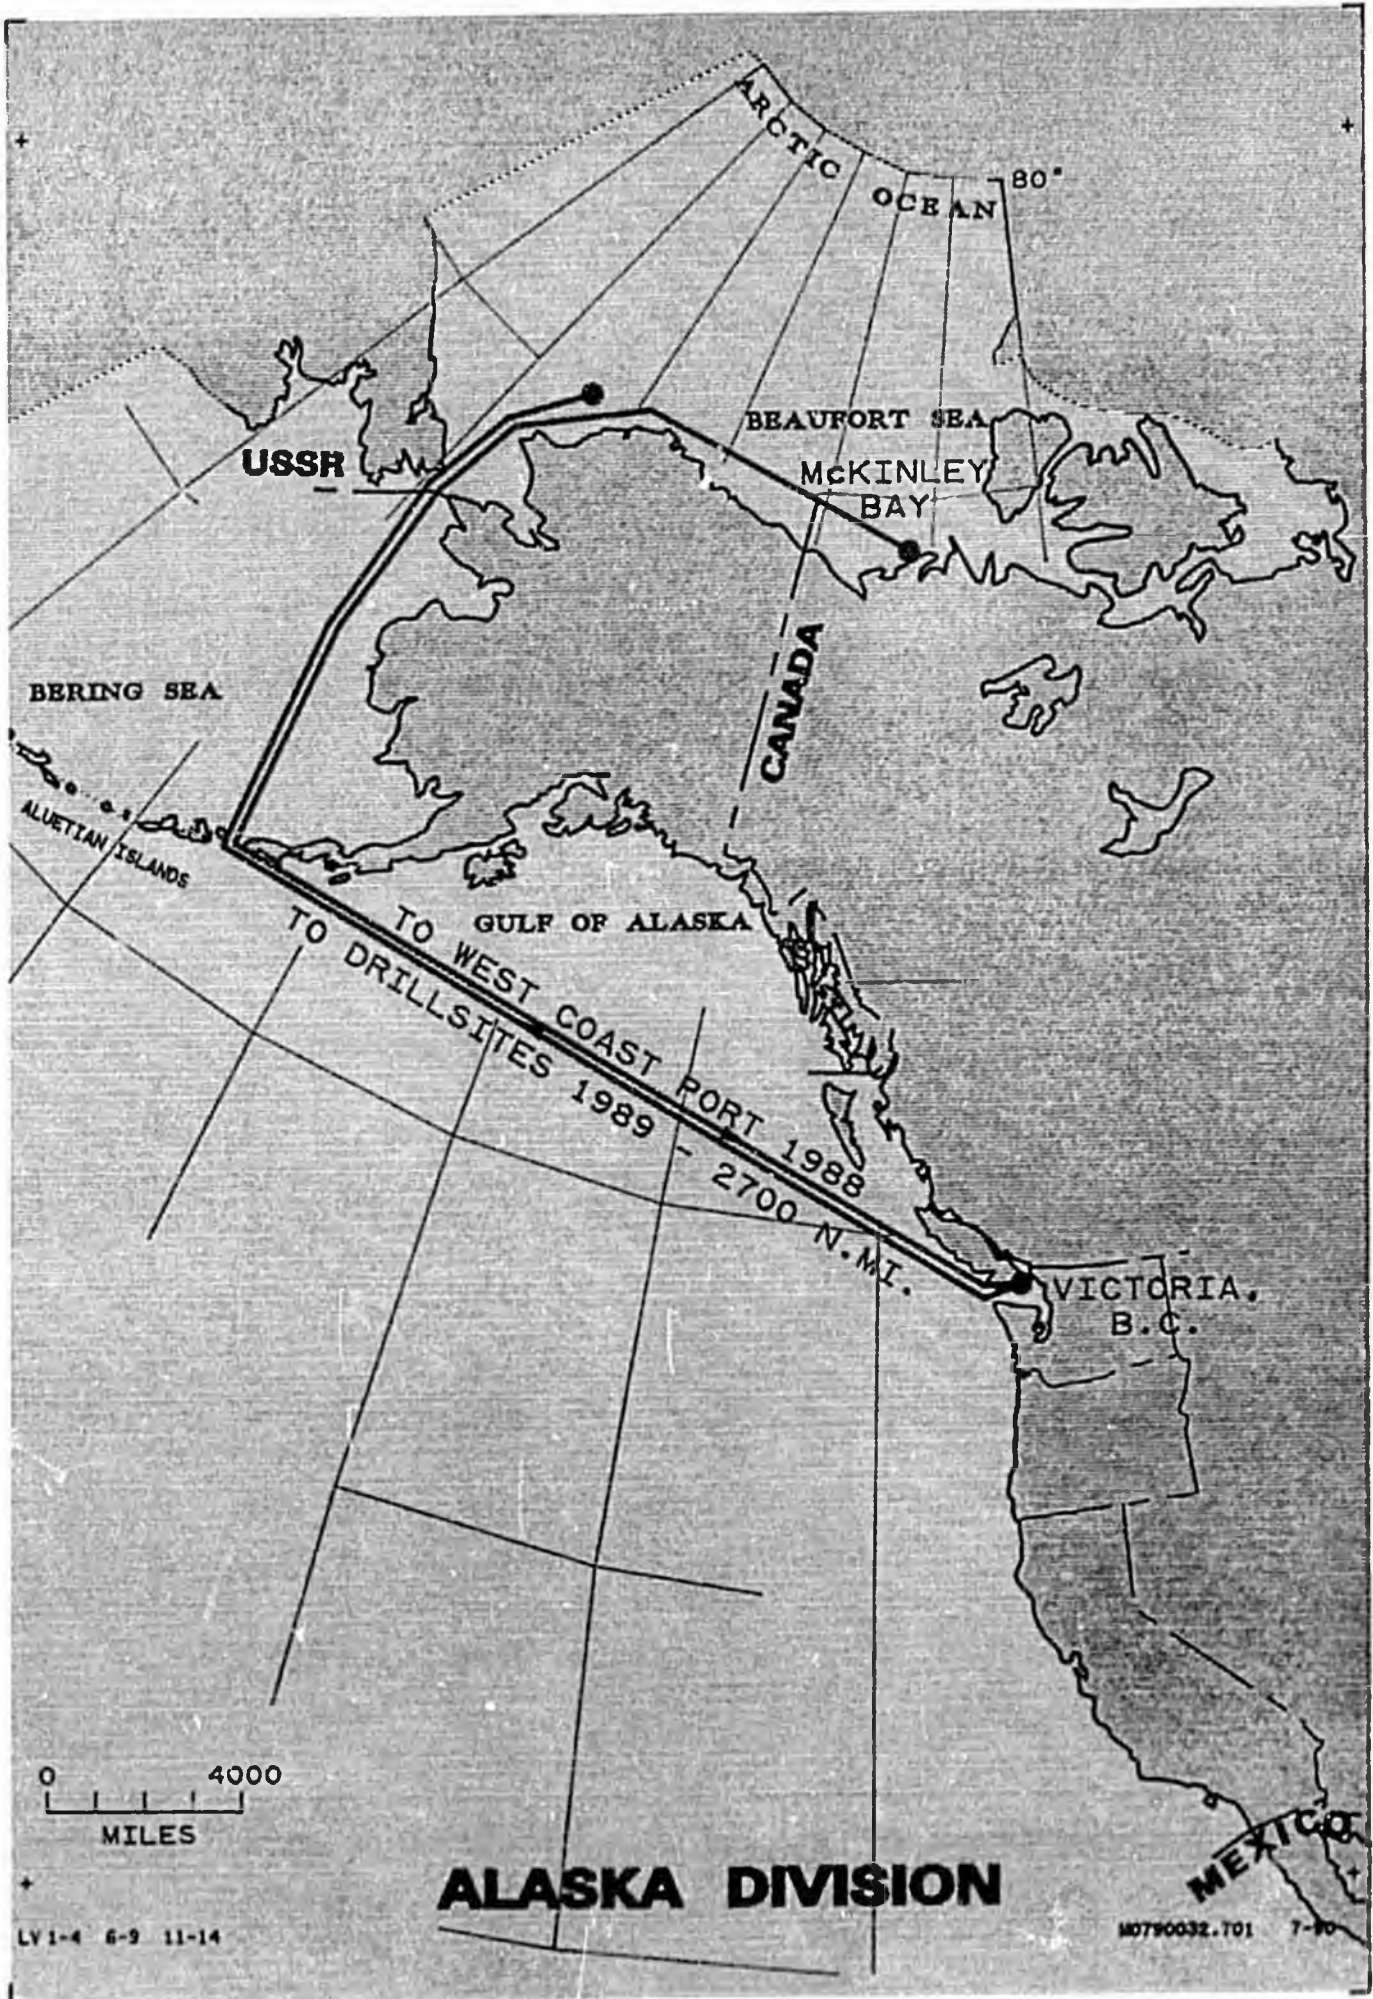 ARCTIC OCEAN
80°
BEAUFORT SEA
USSR
McKINLEY
BAY
CANADA
BERING SEA
ALUETIAN ISLANDS
GULF OF ALASKA
TO WEST COAST PORT 1988
TO DRILLSITES 1989 - 2700 N.MI.
VICTORIA,
B.C.
0 4000
MILES
MEXICO
ALASKA DIVISION
LV 1-4 6-9 11-14
M0790032.701